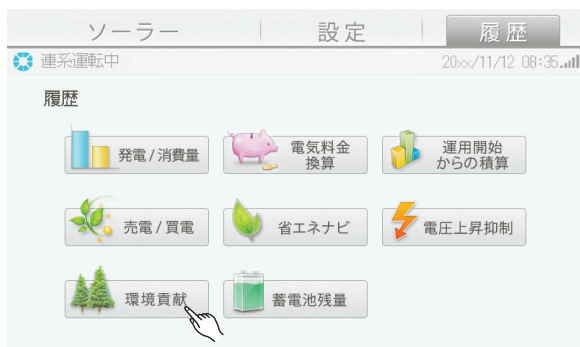 ソーラー 設定 履歴
連系運転中 20xx/11/12 08:35
履歴
発電/消費量
電気料金
換算
運用開始
からの積算
売電/買電
省エネナビ
電圧上昇抑制
環境貢献
蓄電池残量